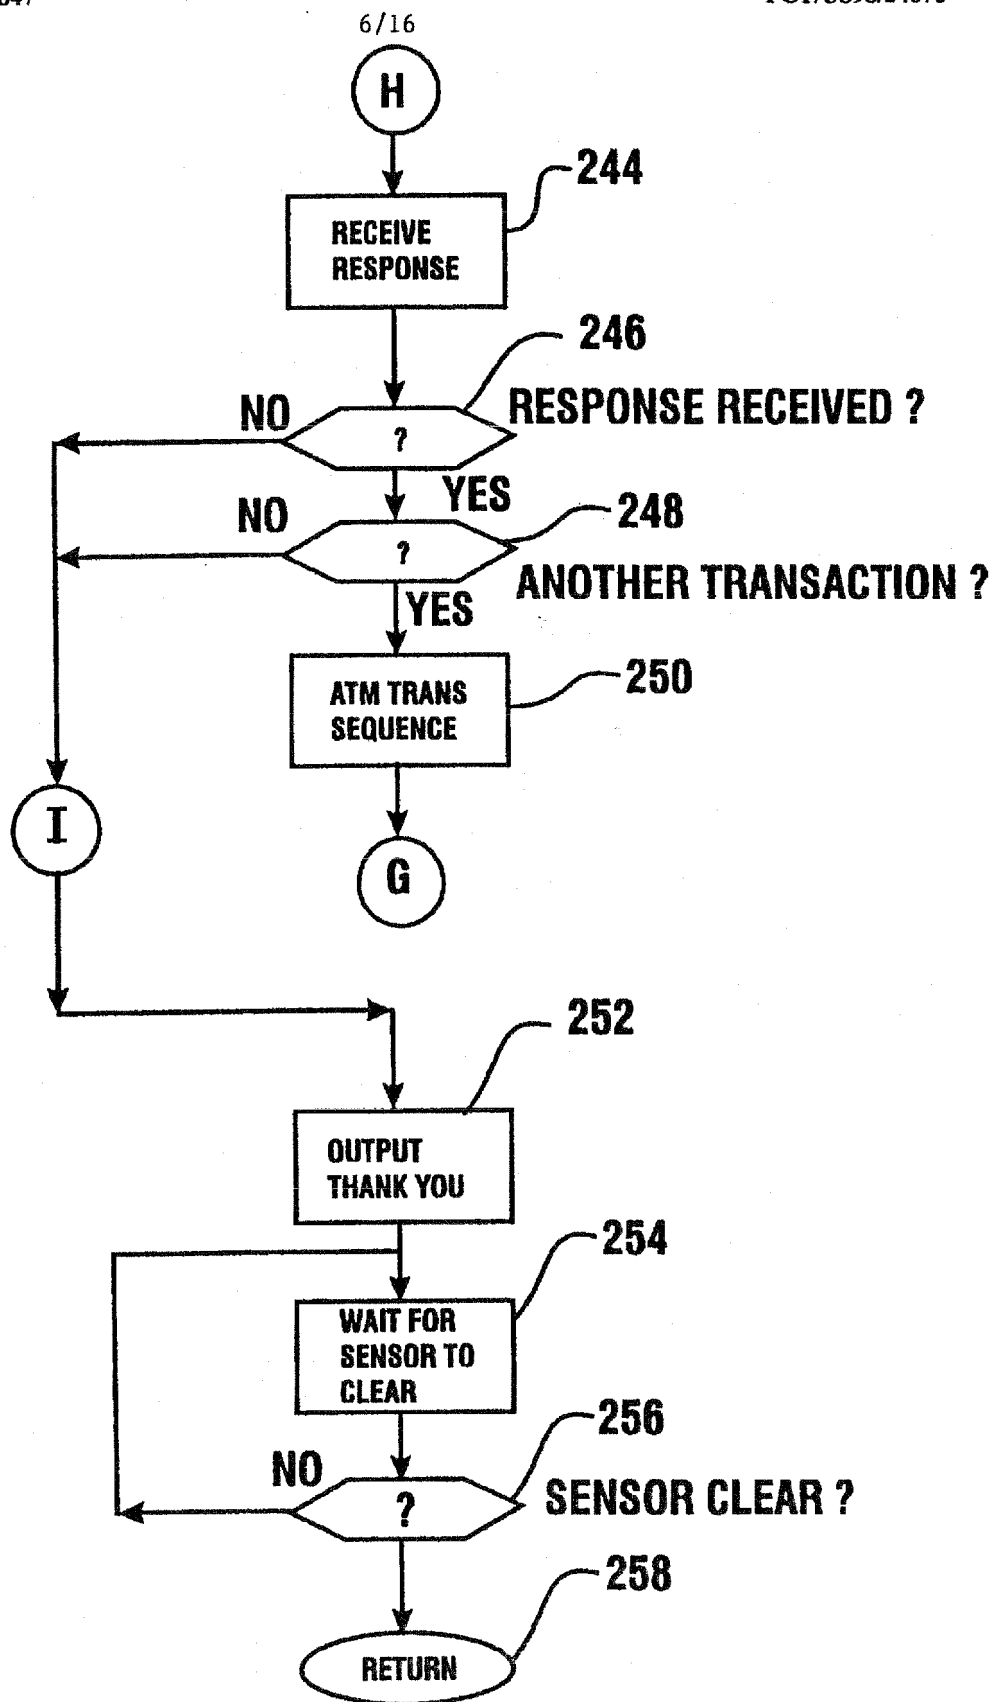 6/16
H
244
RECEIVE
RESPONSE
246
NO
RESPONSE RECEIVED ?
?
YES
NO
248
?
ANOTHER TRANSACTION ?
YES
250
ATM TRANS
SEQUENCE
I
G
252
OUTPUT
THANK YOU
254
WAIT FOR
SENSOR TO
CLEAR
256
NO
SENSOR CLEAR ?
?
258
RETURN